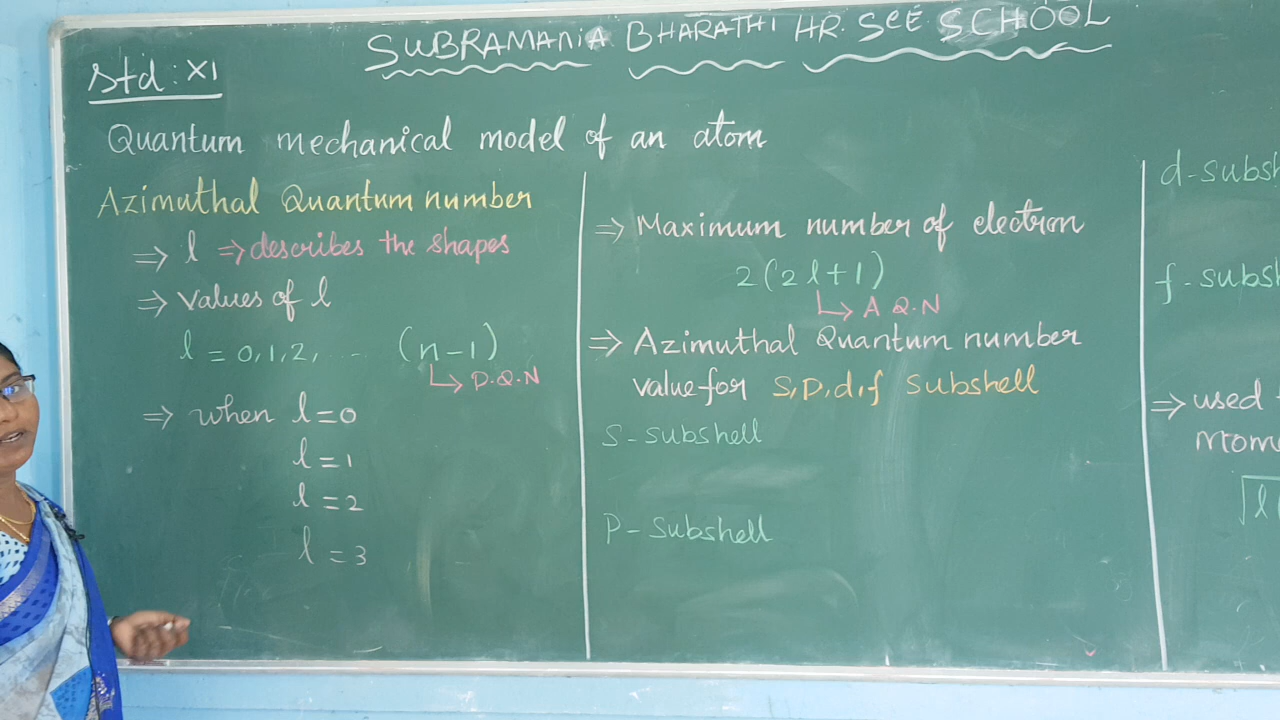 SUBRAMANIA BHARATHI HR. SEE SCHOOL
Std: XI
Quantum mechanical model of an atom
Azimuthal Quantum number
⇒ l ⇒ describes the shapes
⇒ Values of l
l = 0,1,2, ... (n-1)
↳ P.Q.N
⇒ when l=0
l=1
l=2
l=3
⇒ Maximum number of electron
2(2l+1)
↳ A Q.N
⇒ Azimuthal Quantum number
value for S,P,d,f subshell
S-subshell
P-Subshell
d-subsh
f-subsh
⇒ used
mom
√l